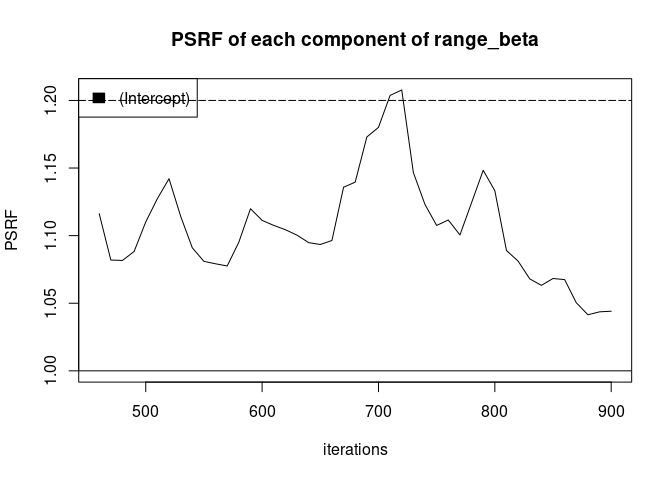 PSRF of each component of range_beta
(Intercept)
PSRF
1.20
1.15
1.10
1.05
1.00
500 600 700 800 900
iterations